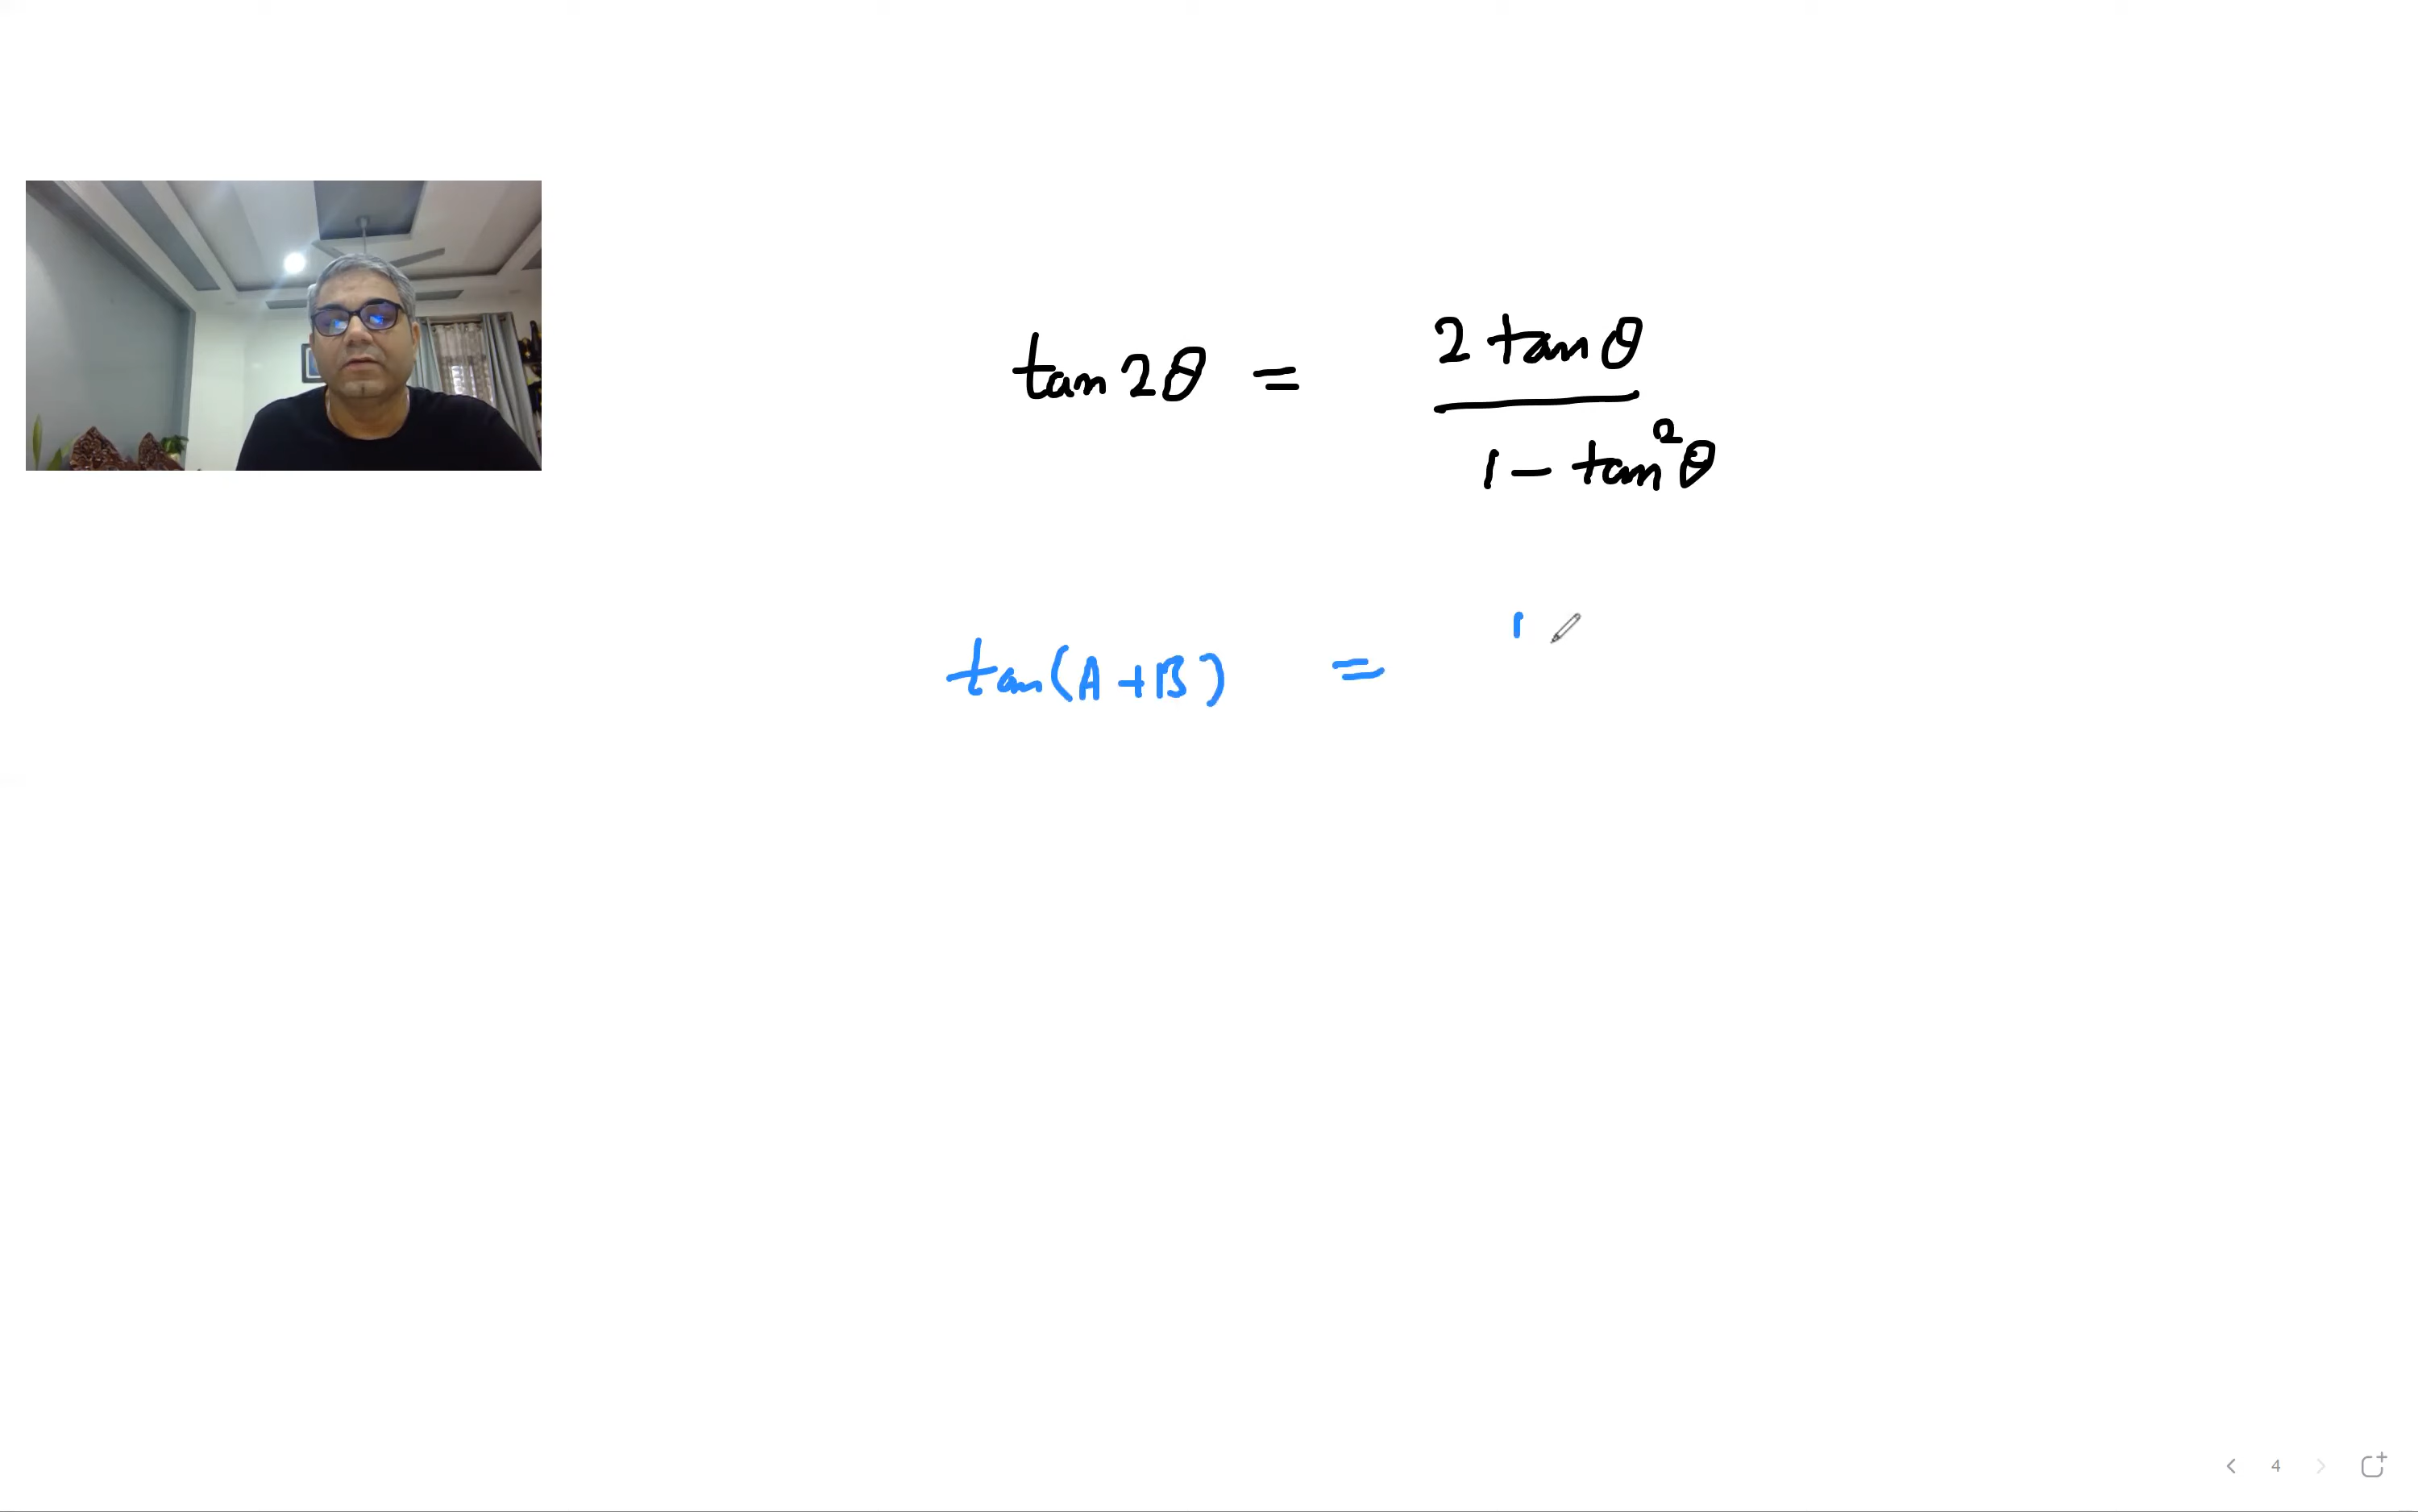 tan 2θ = 2 tan θ / 1 - tan²θ
tan(A+B) =
4